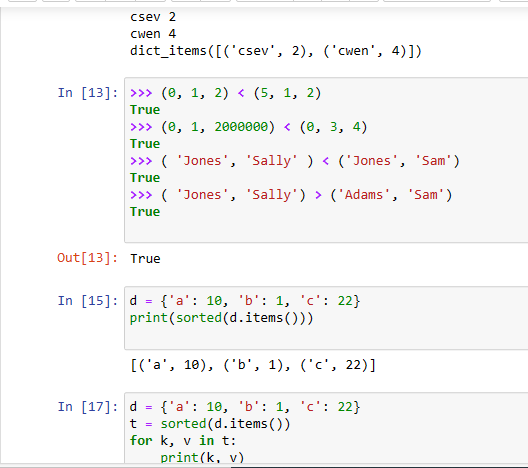 csev 2
cwen 4
dict_items([('csev', 2), ('cwen', 4)])
In [13]: >>> (0, 1, 2) < (5, 1, 2)
True
>>> (0, 1, 2000000) < (0, 3, 4)
True
>>> ( 'Jones', 'Sally' ) < ('Jones', 'Sam')
True
>>> ( 'Jones', 'Sally') > ('Adams', 'Sam')
True
Out[13]: True
In [15]: d = {'a': 10, 'b': 1, 'c': 22}
print(sorted(d.items()))
[('a', 10), ('b', 1), ('c', 22)]
In [17]: d = {'a': 10, 'b': 1, 'c': 22}
t = sorted(d.items())
for k, v in t:
print(k, v)